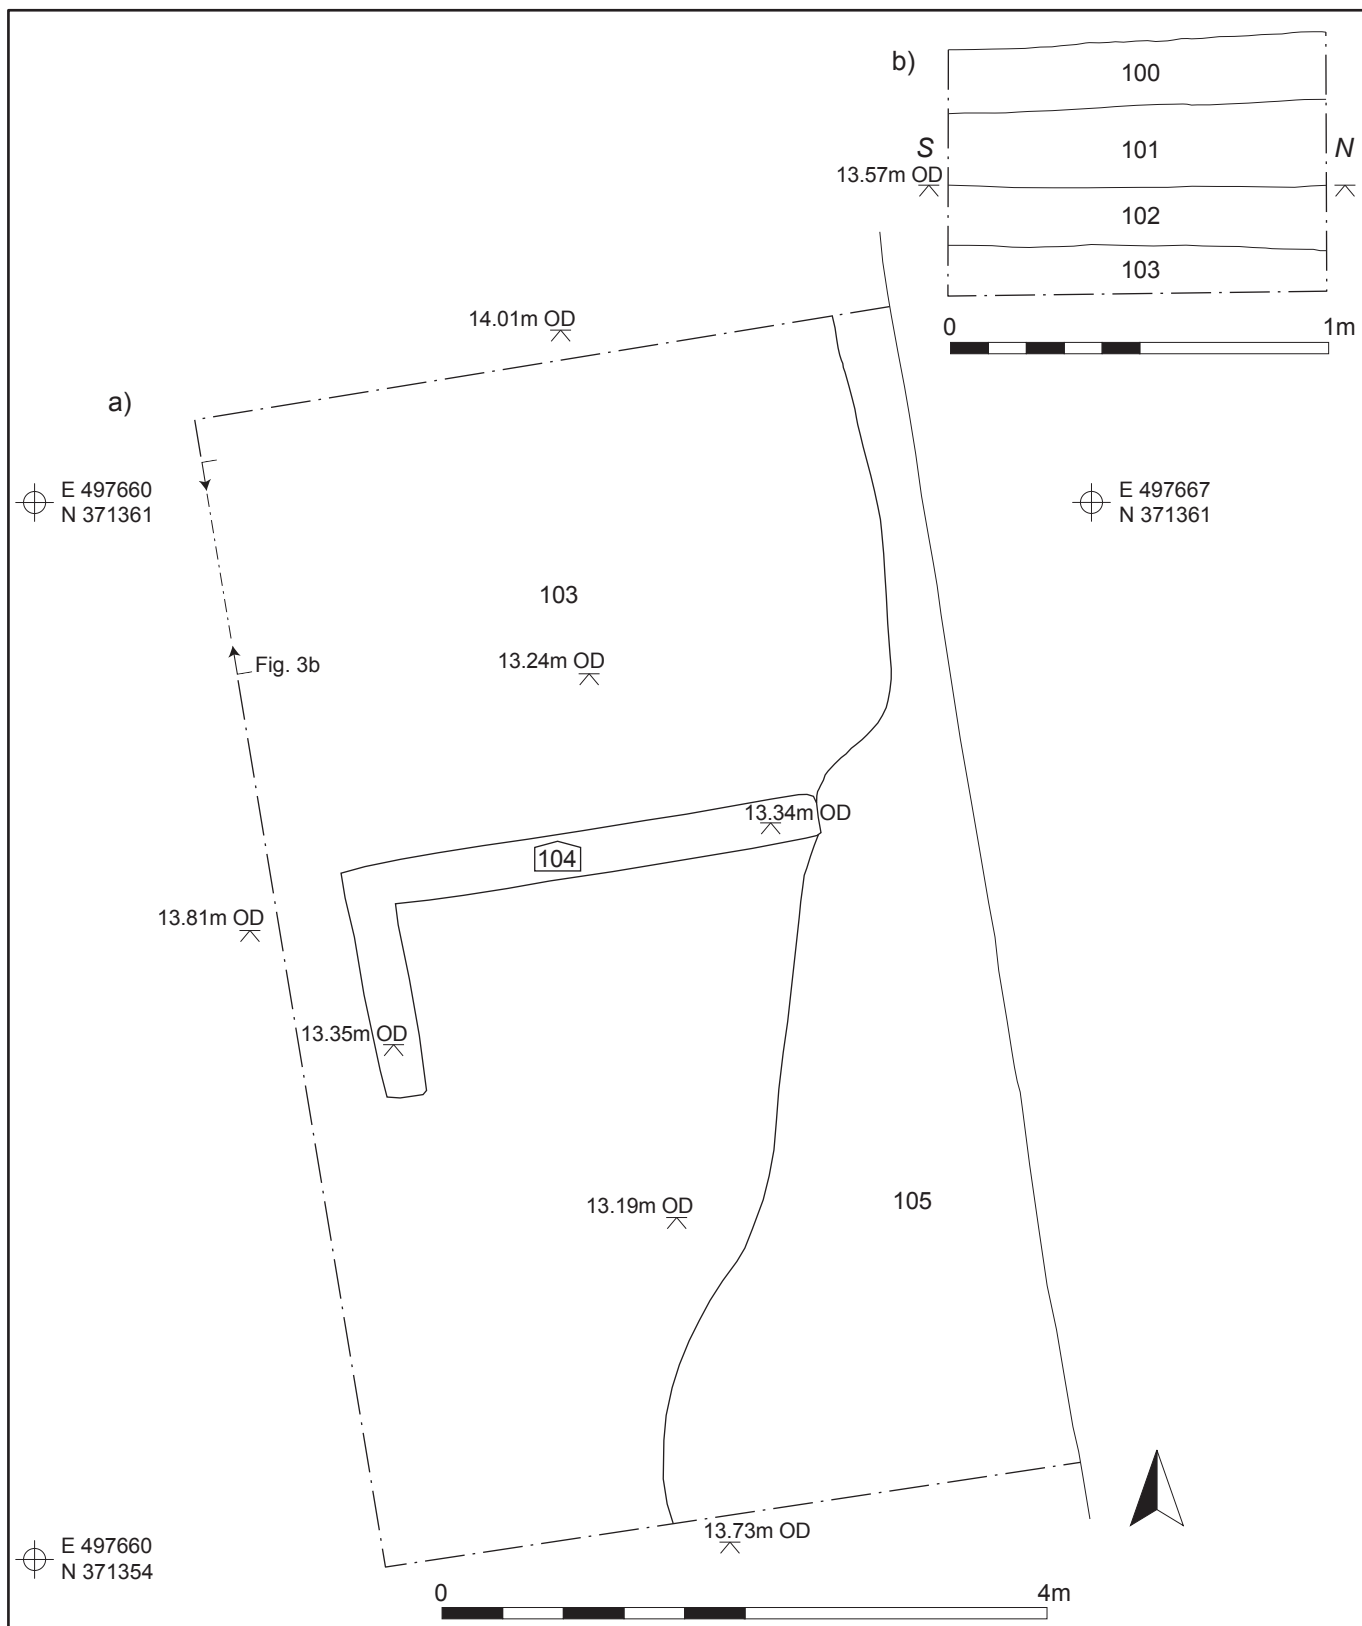 b)
100
101
S
N
13.57m OD
102
103
0
1m
14.01m OD
a)
E 497660
N 371361
E 497667
N 371361
103
13.24m OD
Fig. 3b
13.34m OD
104
13.81m OD
13.35m OD
13.19m OD
105
13.73m OD
E 497660
N 371354
0
4m